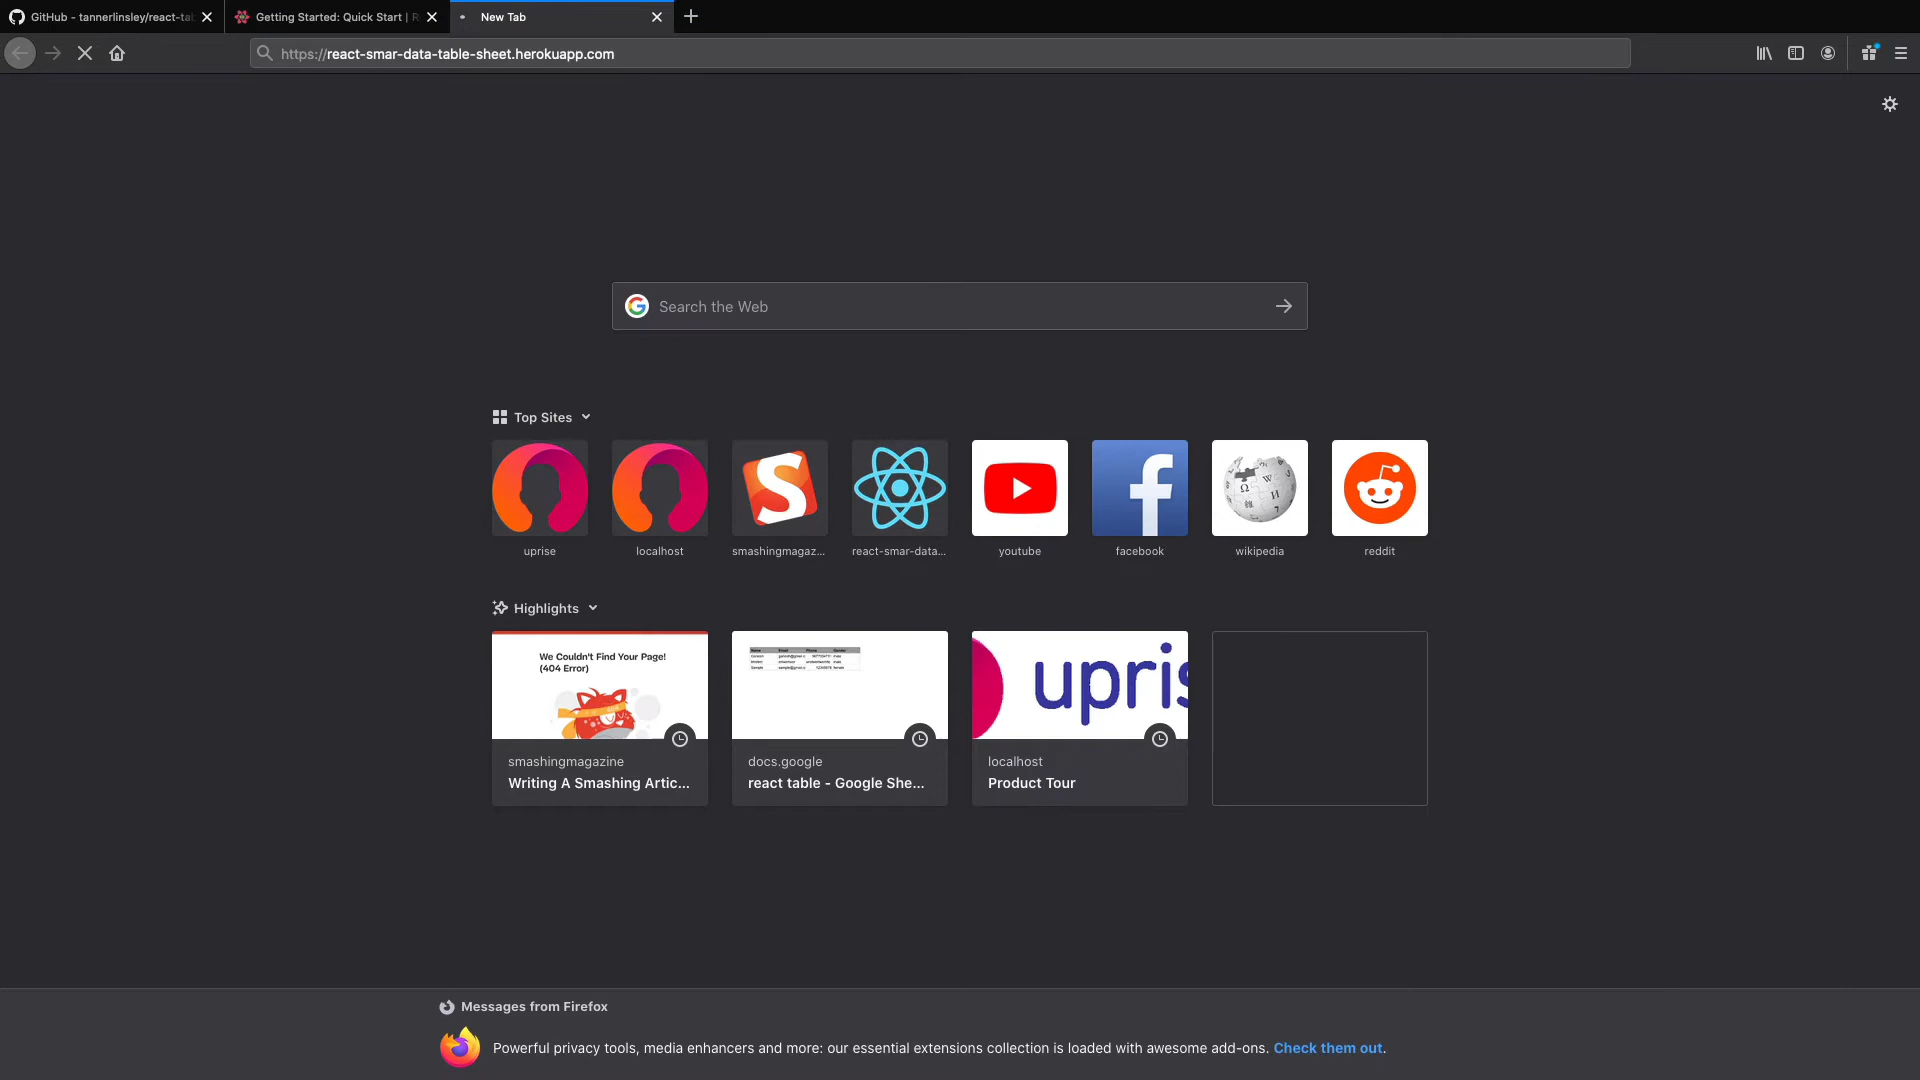 GitHub - tannerlinsley/react-ta
Getting Started: Quick Start |
New Tab
https://react-smar-data-table-sheet.herokuapp.com
Search the Web
Top Sites
uprise
localhost
smashingmagaz...
react-smar-data...
youtube
facebook
wikipedia
reddit
Highlights
We Couldn't Find Your Page!
(404 Error)
Name Email Phone Gender
upris
smashingmagazine
Writing A Smashing Artic...
docs.google
react table - Google She...
localhost
Product Tour
Messages from Firefox
Powerful privacy tools, media enhancers and more: our essential extensions collection is loaded with awesome add-ons. Check them out.